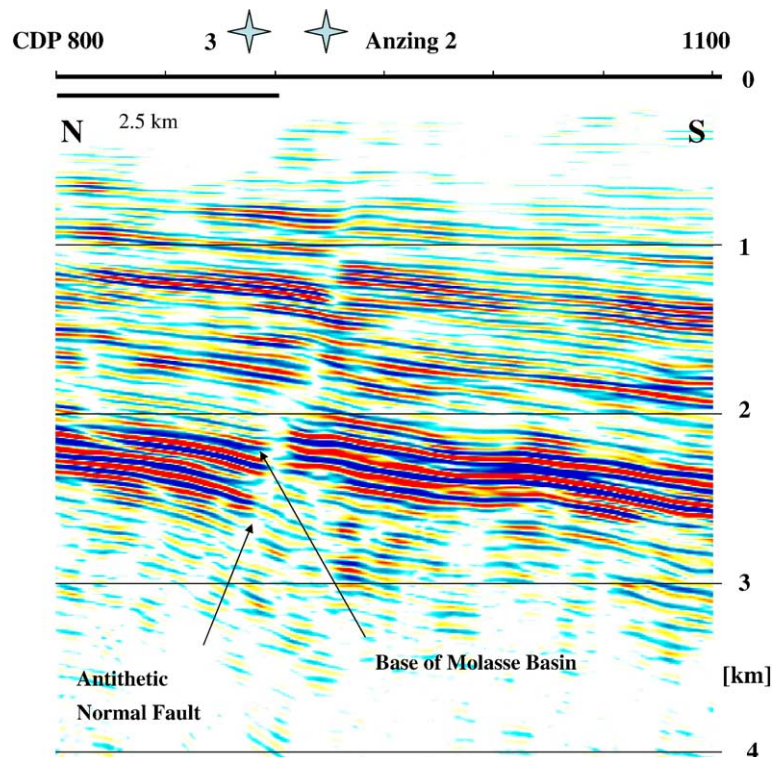 CDP 800 3 Anzing 2 1100
0
2.5 km
N S
1
2
3
Base of Molasse Basin
Antithetic
Normal Fault
[km]
4